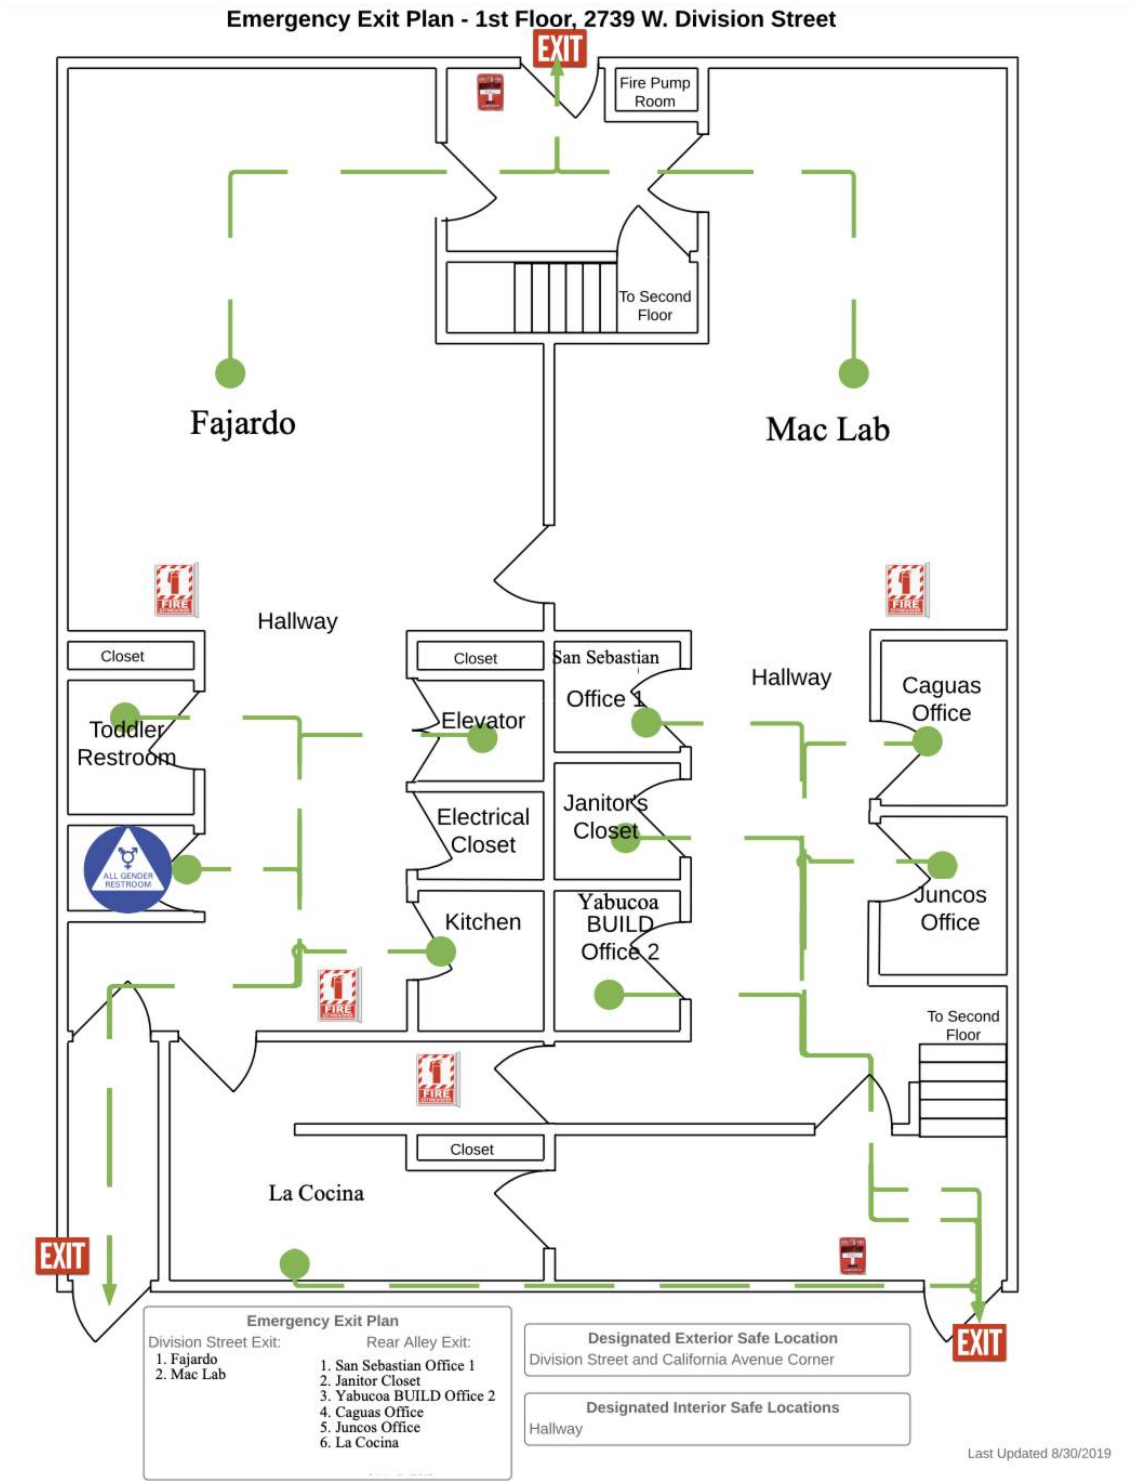 Emergency Exit Plan - 1st Floor, 2739 W. Division Street
EXIT
Fire Pump
Room
To Second
Floor
Fajardo
Mac Lab
FIRE
FIRE
Hallway
Closet
Closet
San Sebastian
Office 1
Hallway
Caguas
Office
Toddler
Restroom
Elevator
Electrical
Closet
Janitor's
Closet
ALL GENDER
RESTROOM
Kitchen
Yabucoa
BUILD
Office 2
Juncos
Office
FIRE
To Second
Floor
FIRE
Closet
La Cocina
EXIT
EXIT
Emergency Exit Plan
Division Street Exit:
1. Fajardo
2. Mac Lab
Rear Alley Exit:
1. San Sebastian Office 1
2. Janitor Closet
3. Yabucoa BUILD Office 2
4. Caguas Office
5. Juncos Office
6. La Cocina
Designated Exterior Safe Location
Division Street and California Avenue Corner
Designated Interior Safe Locations
Hallway
Last Updated 8/30/2019